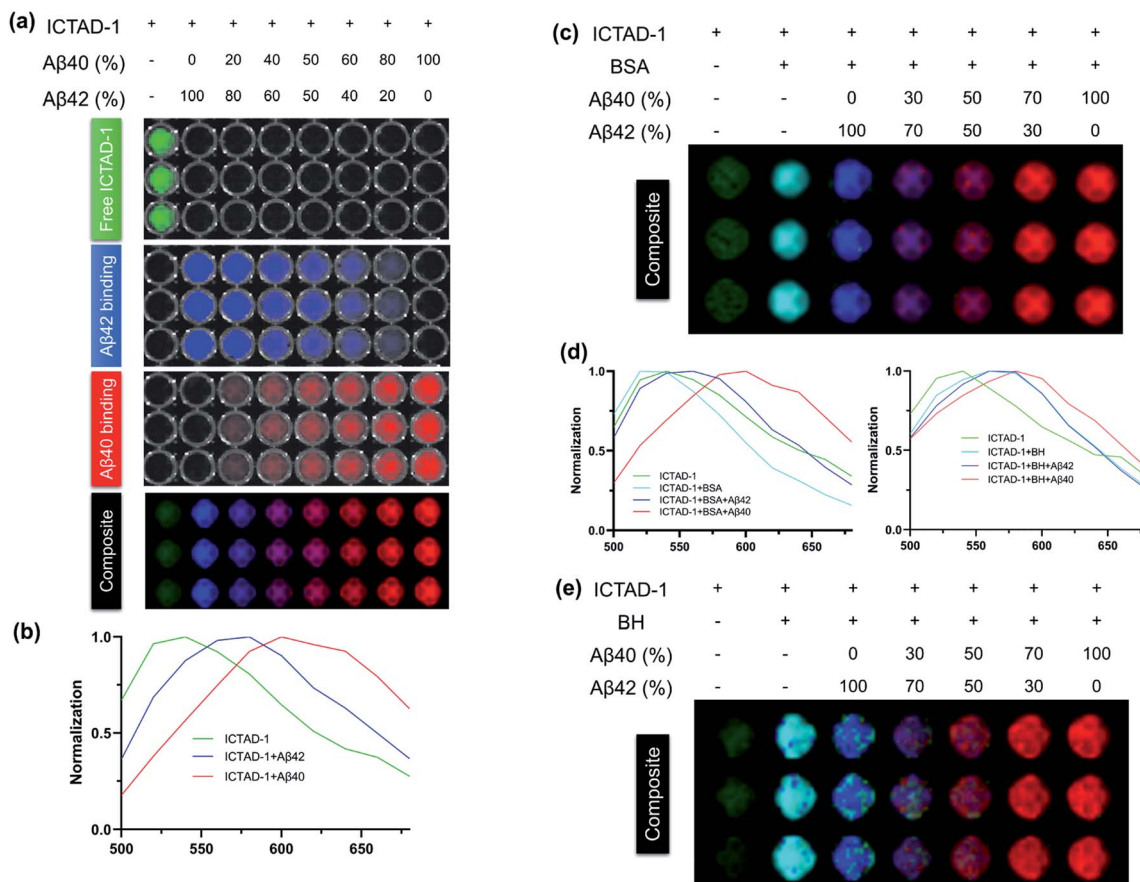 (a)
ICTAD-1 + + + + + + + +
Aβ40 (%) - 0 20 40 50 60 80 100
Aβ42 (%) - 100 80 60 50 40 20 0
Free ICTAD-1
Aβ42 binding
Aβ40 binding
Composite
(b)
Normalization
1.0
0.5
0.0
ICTAD-1
ICTAD-1+Aβ42
ICTAD-1+Aβ40
500 550 600 650
(c)
ICTAD-1 + + + + + + +
BSA - + + + + + +
Aβ40 (%) - - 0 30 50 70 100
Aβ42 (%) - - 100 70 50 30 0
Composite
(d)
Normalization
1.0
0.5
0.0
ICTAD-1
ICTAD-1+BSA
ICTAD-1+BSA+Aβ42
ICTAD-1+BSA+Aβ40
500 550 600 650
Normalization
1.0
0.5
0.0
ICTAD-1
ICTAD-1+BH
ICTAD-1+BH+Aβ42
ICTAD-1+BH+Aβ40
500 550 600 650
(e)
ICTAD-1 + + + + + + +
BH - + + + + + +
Aβ40 (%) - - 0 30 50 70 100
Aβ42 (%) - - 100 70 50 30 0
Composite